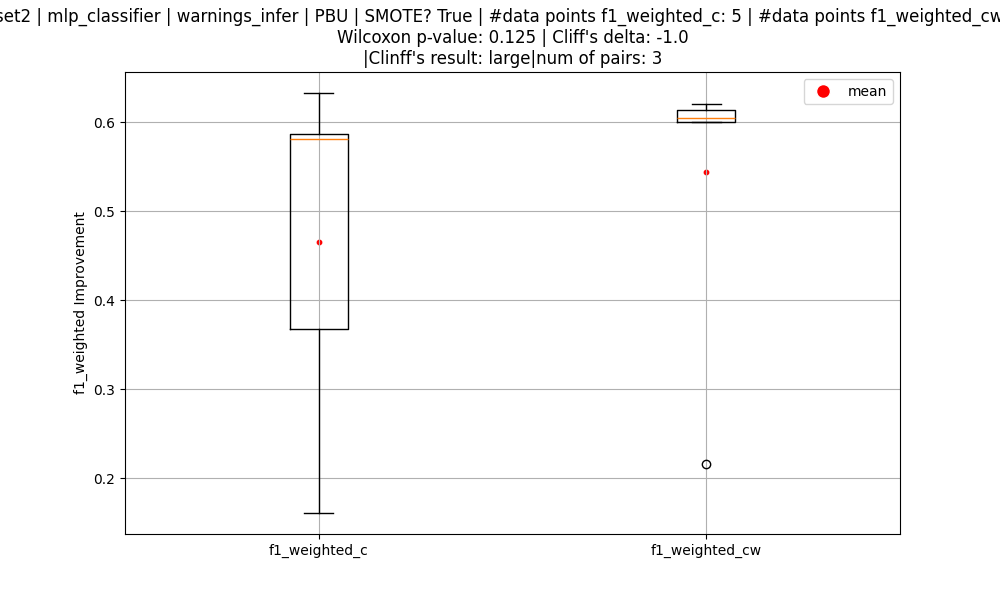 set2 | mlp_classifier | warnings_infer | PBU | SMOTE? True | #data points f1_weighted_c: 5 | #data points f1_weighted_cw
Wilcoxon p-value: 0.125 | Cliff's delta: -1.0
|Clinff's result: large|num of pairs: 3
mean
0.6
0.5
0.4
0.3
0.2
f1_weighted Improvement
f1_weighted_c
f1_weighted_cw